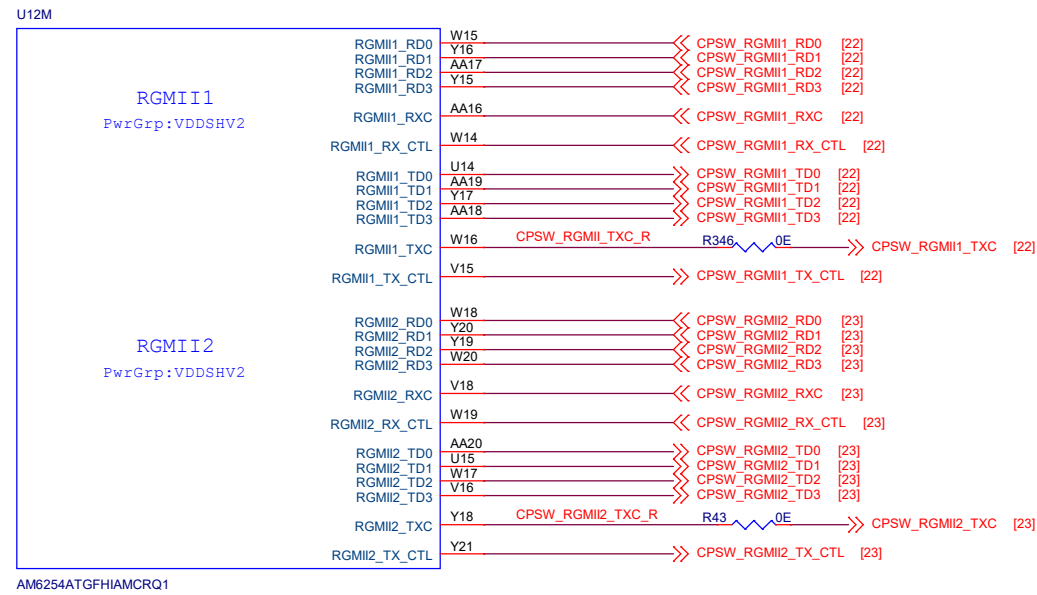 U12M
RGMII1
PwrGrp:VDDSHV2
RGMII1_RD0 W15 CPSW_RGMII1_RD0 [22]
RGMII1_RD1 Y16 CPSW_RGMII1_RD1 [22]
RGMII1_RD2 AA17 CPSW_RGMII1_RD2 [22]
RGMII1_RD3 Y15 CPSW_RGMII1_RD3 [22]
RGMII1_RXC AA16 CPSW_RGMII1_RXC [22]
RGMII1_RX_CTL W14 CPSW_RGMII1_RX_CTL [22]
RGMII1_TD0 U14 CPSW_RGMII1_TD0 [22]
RGMII1_TD1 AA19 CPSW_RGMII1_TD1 [22]
RGMII1_TD2 Y17 CPSW_RGMII1_TD2 [22]
RGMII1_TD3 AA18 CPSW_RGMII1_TD3 [22]
RGMII1_TXC W16 CPSW_RGMII_TXC_R R346 0E CPSW_RGMII1_TXC [22]
RGMII1_TX_CTL V15 CPSW_RGMII1_TX_CTL [22]
RGMII2
PwrGrp:VDDSHV2
RGMII2_RD0 W18 CPSW_RGMII2_RD0 [23]
RGMII2_RD1 Y20 CPSW_RGMII2_RD1 [23]
RGMII2_RD2 Y19 CPSW_RGMII2_RD2 [23]
RGMII2_RD3 W20 CPSW_RGMII2_RD3 [23]
RGMII2_RXC V18 CPSW_RGMII2_RXC [23]
RGMII2_RX_CTL W19 CPSW_RGMII2_RX_CTL [23]
RGMII2_TD0 AA20 CPSW_RGMII2_TD0 [23]
RGMII2_TD1 U15 CPSW_RGMII2_TD1 [23]
RGMII2_TD2 W17 CPSW_RGMII2_TD2 [23]
RGMII2_TD3 V16 CPSW_RGMII2_TD3 [23]
RGMII2_TXC Y18 CPSW_RGMII2_TXC_R R43 0E CPSW_RGMII2_TXC [23]
RGMII2_TX_CTL Y21 CPSW_RGMII2_TX_CTL [23]
AM6254ATGFHIAMCRQ1